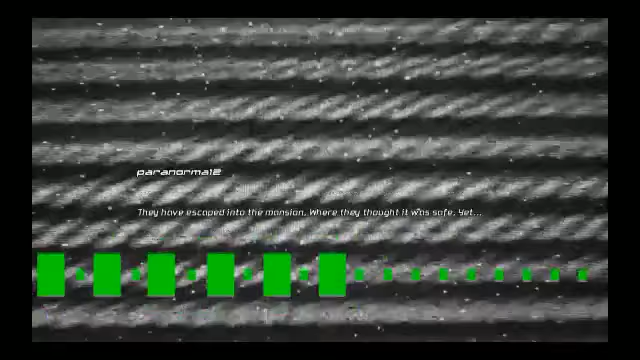 paranormal2
They have escaped into the mansion. Where they thought it was safe. Yet...